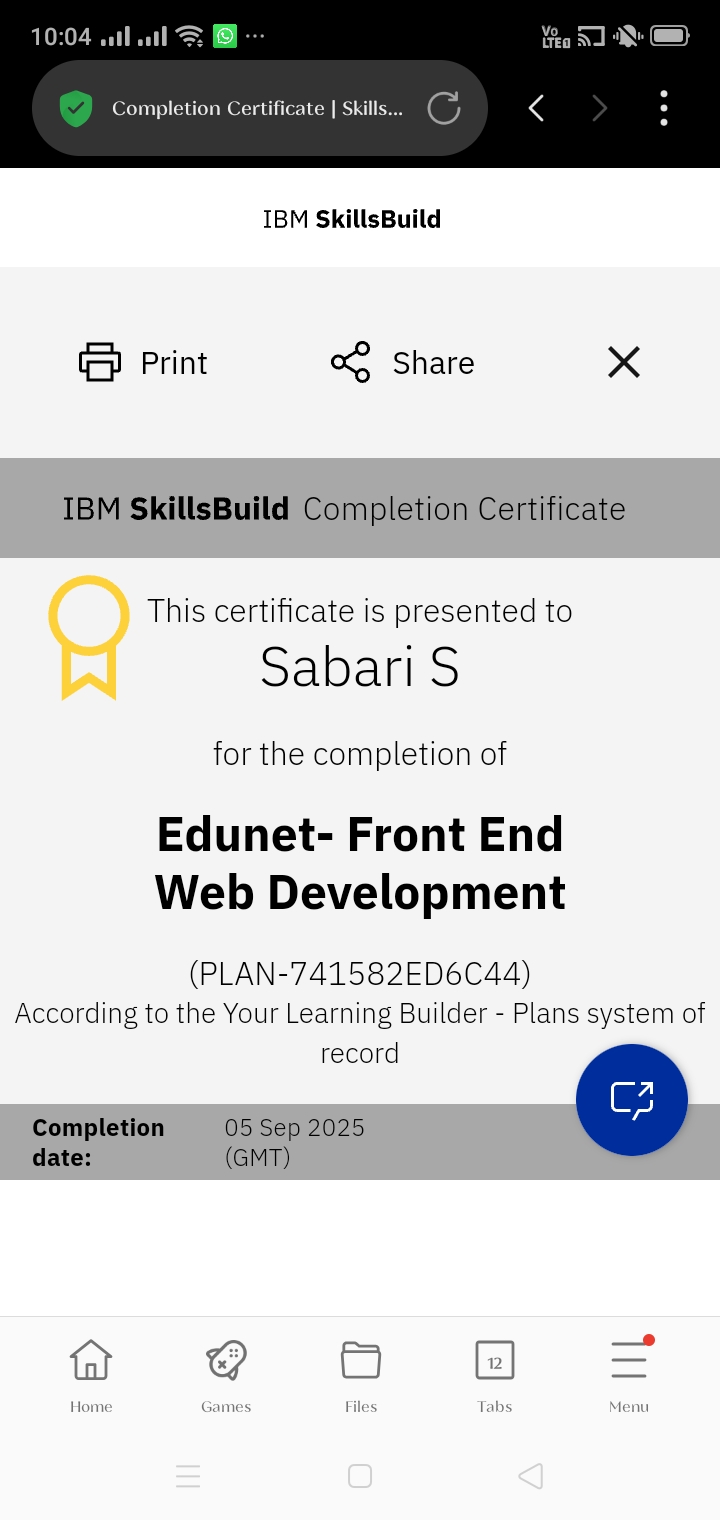 10:04
Vo
LTE
Completion Certificate | Skills...
IBM SkillsBuild
Print Share
IBM SkillsBuild Completion Certificate
This certificate is presented to
Sabari S
for the completion of
Edunet- Front End
Web Development
(PLAN-741582ED6C44)
According to the Your Learning Builder - Plans system of
record
Completion 05 Sep 2025
date: (GMT)
12
Home Games Files Tabs Menu